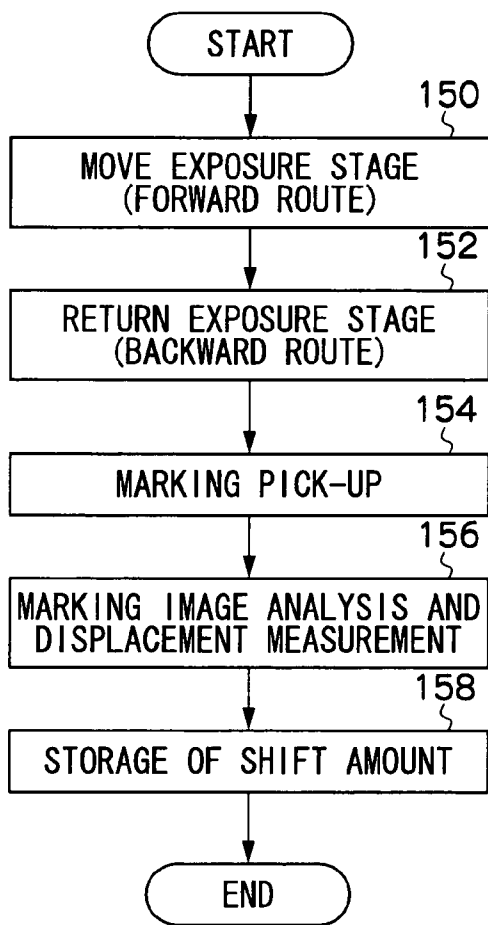 START
150
MOVE EXPOSURE STAGE
(FORWARD ROUTE)
152
RETURN EXPOSURE STAGE
(BACKWARD ROUTE)
154
MARKING PICK-UP
156
MARKING IMAGE ANALYSIS AND
DISPLACEMENT MEASUREMENT
158
STORAGE OF SHIFT AMOUNT
END